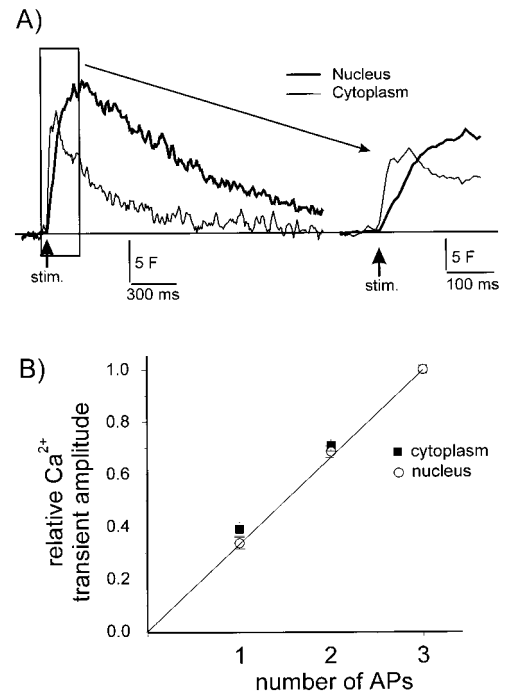 A)
Nucleus
Cytoplasm
5 F
300 ms
stim.
5 F
100 ms
stim.
B)
relative Ca²⁺
transient amplitude
1.0
0.8
0.6
0.4
0.2
0.0
cytoplasm
nucleus
1 2 3
number of APs